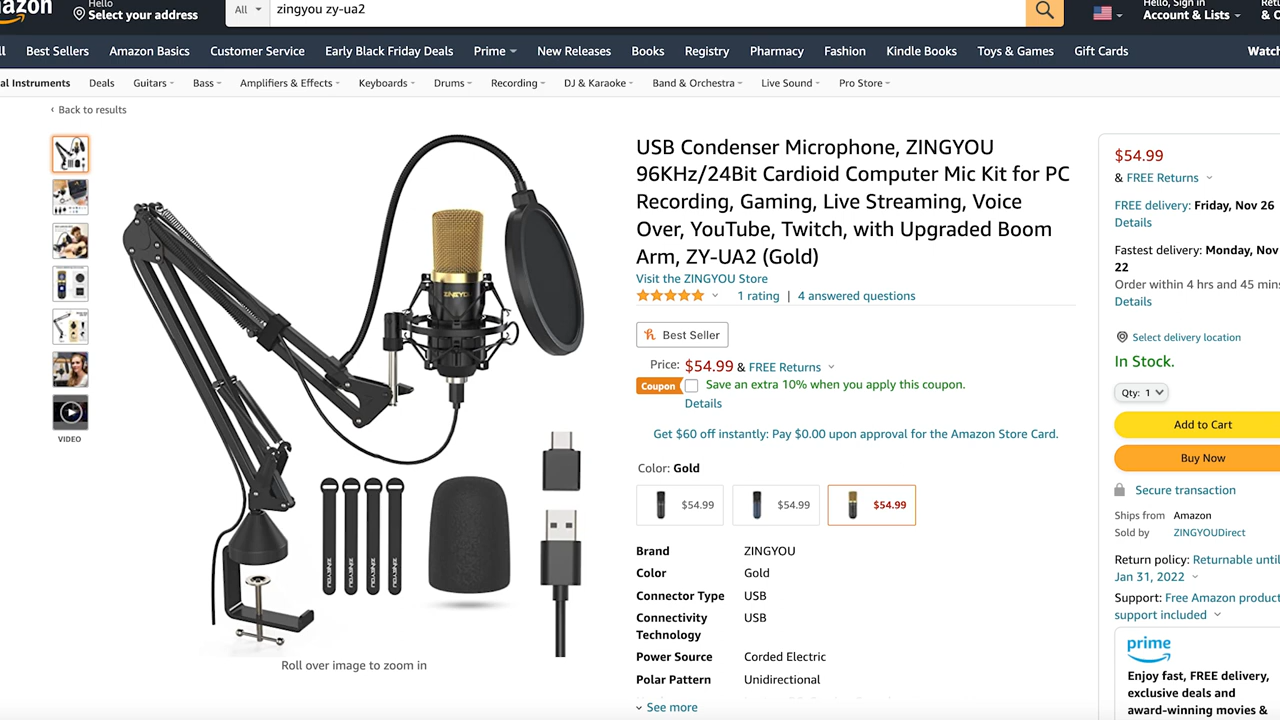 azon
Hello
Select your address
All
zingyou zy-ua2
Hello, Sign in
Account & Lists
Retu
& O
ll
Best Sellers
Amazon Basics
Customer Service
Early Black Friday Deals
Prime
New Releases
Books
Registry
Pharmacy
Fashion
Kindle Books
Toys & Games
Gift Cards
Watch
al Instruments
Deals
Guitars
Bass
Amplifiers & Effects
Keyboards
Drums
Recording
DJ & Karaoke
Band & Orchestra
Live Sound
Pro Store
‹ Back to results
USB Condenser Microphone, ZINGYOU
96KHz/24Bit Cardioid Computer Mic Kit for PC
Recording, Gaming, Live Streaming, Voice
Over, YouTube, Twitch, with Upgraded Boom
Arm, ZY-UA2 (Gold)
Visit the ZINGYOU Store
1 rating | 4 answered questions
Best Seller
Price: $54.99 & FREE Returns
Coupon Save an extra 10% when you apply this coupon.
Details
Get $60 off instantly: Pay $0.00 upon approval for the Amazon Store Card.
Color: Gold
$54.99
$54.99
$54.99
Brand ZINGYOU
Color Gold
Connector Type USB
Connectivity USB
Technology
Power Source Corded Electric
Polar Pattern Unidirectional
See more
VIDEO
ZINGYOU
ZINGYOU
ZINGYOU
ZINGYOU
ZINGYOU
Roll over image to zoom in
$54.99
& FREE Returns
FREE delivery: Friday, Nov 26
Details
Fastest delivery: Monday, Nov
22
Order within 4 hrs and 45 mins
Details
Select delivery location
In Stock.
Qty: 1
Add to Cart
Buy Now
Secure transaction
Ships from Amazon
Sold by ZINGYOUDirect
Return policy: Returnable until
Jan 31, 2022
Support: Free Amazon product
support included
prime
Enjoy fast, FREE delivery,
exclusive deals and
award-winning movies &